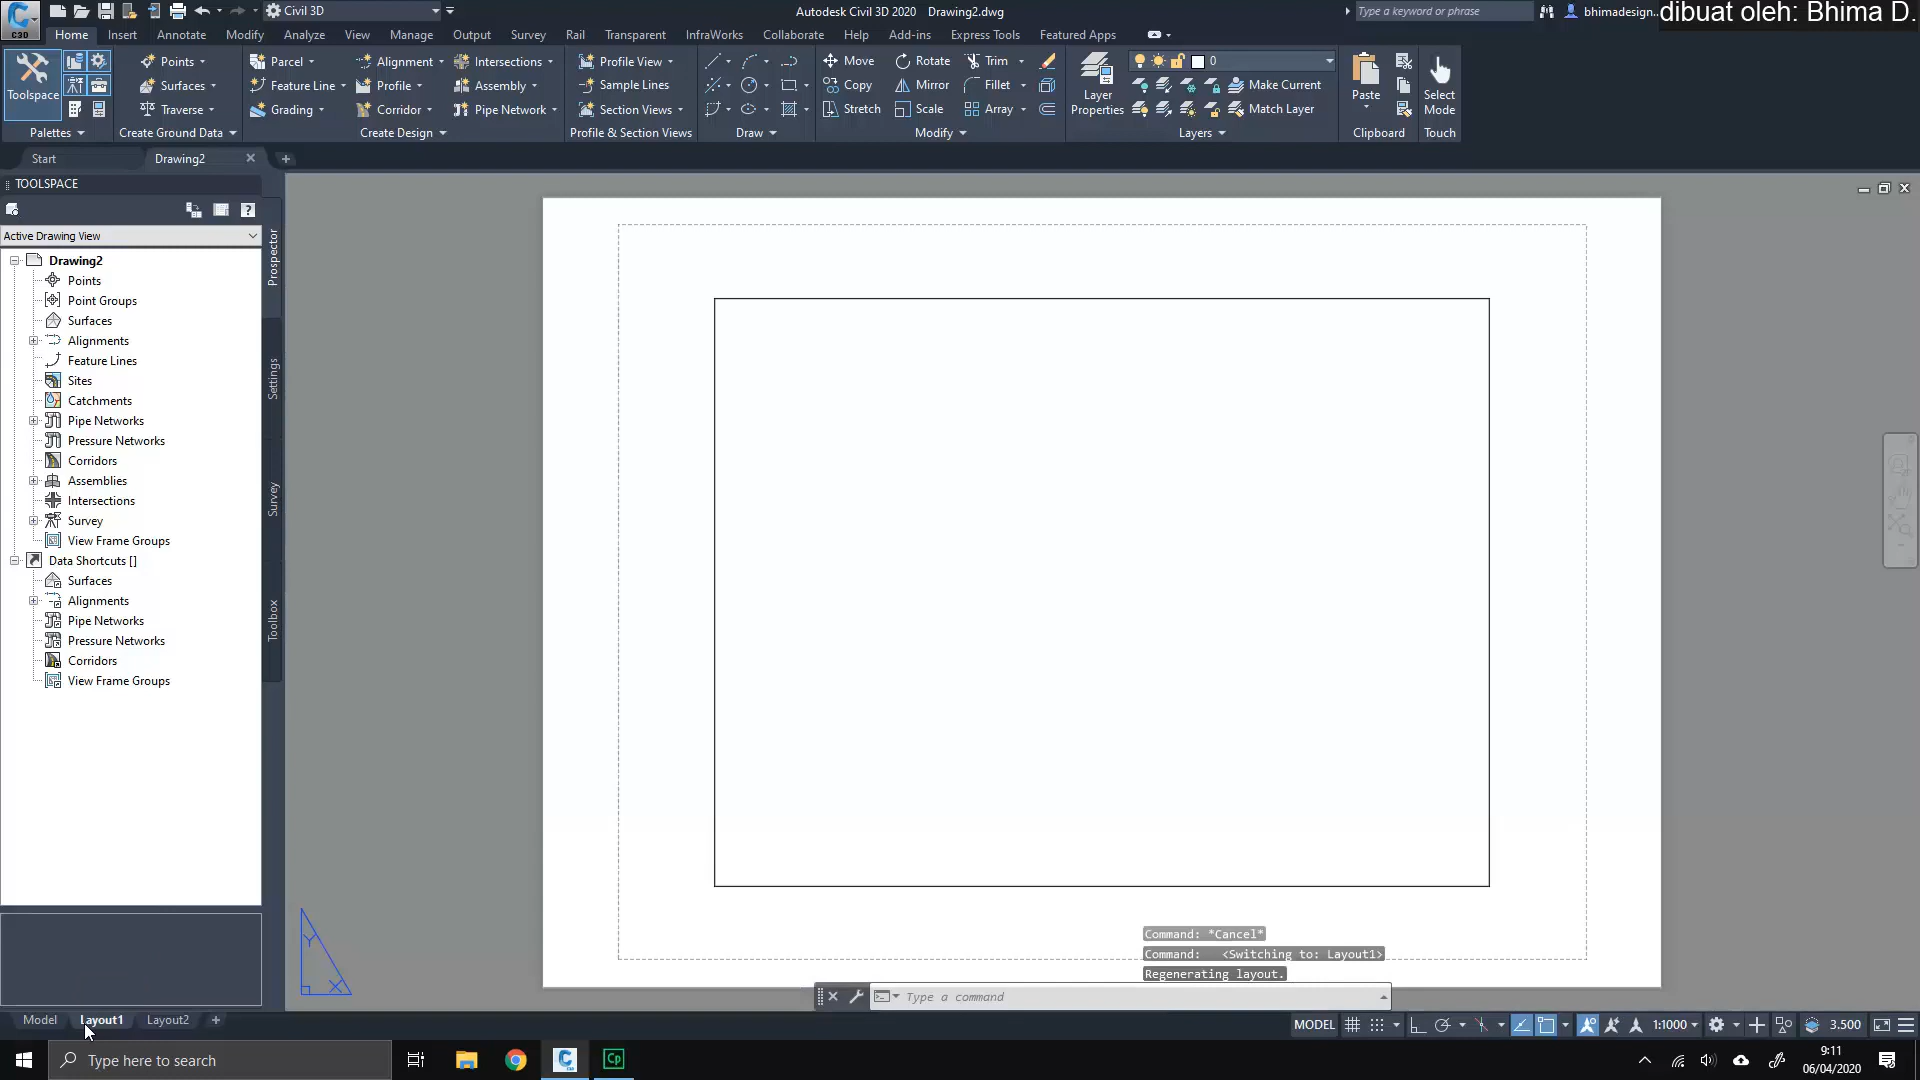 Civil 3D
Autodesk Civil 3D 2020 Drawing2.dwg
Type a keyword or phrase
bhimadesign...
dibuat oleh: Bhima D.
C3D
Home Insert Annotate Modify Analyze View Manage Output Survey Rail Transparent InfraWorks Collaborate Help Add-ins Express Tools Featured Apps
Toolspace
Points
Surfaces
Traverse
Parcel
Feature Line
Grading
Alignment
Profile
Corridor
Intersections
Assembly
Pipe Network
Profile View
Sample Lines
Section Views
Move
Copy
Stretch
Rotate
Mirror
Scale
Trim
Fillet
Array
Layer
Properties
0
Make Current
Match Layer
Paste
Select
Mode
Palettes
Create Ground Data
Create Design
Profile & Section Views
Draw
Modify
Layers
Clipboard
Touch
Start
Drawing2
TOOLSPACE
?
Active Drawing View
Drawing2
Points
Point Groups
Surfaces
Alignments
Feature Lines
Sites
Catchments
Pipe Networks
Pressure Networks
Corridors
Assemblies
Intersections
Survey
View Frame Groups
Data Shortcuts []
Surfaces
Alignments
Pipe Networks
Pressure Networks
Corridors
View Frame Groups
Prospector
Settings
Survey
Toolbox
Y
X
Command: *Cancel*
Command: <Switching to: Layout1>
Regenerating layout.
Type a command
Model Layout1 Layout2 +
MODEL
1:1000
3.500
Type here to search
C
Cp
9:11
06/04/2020